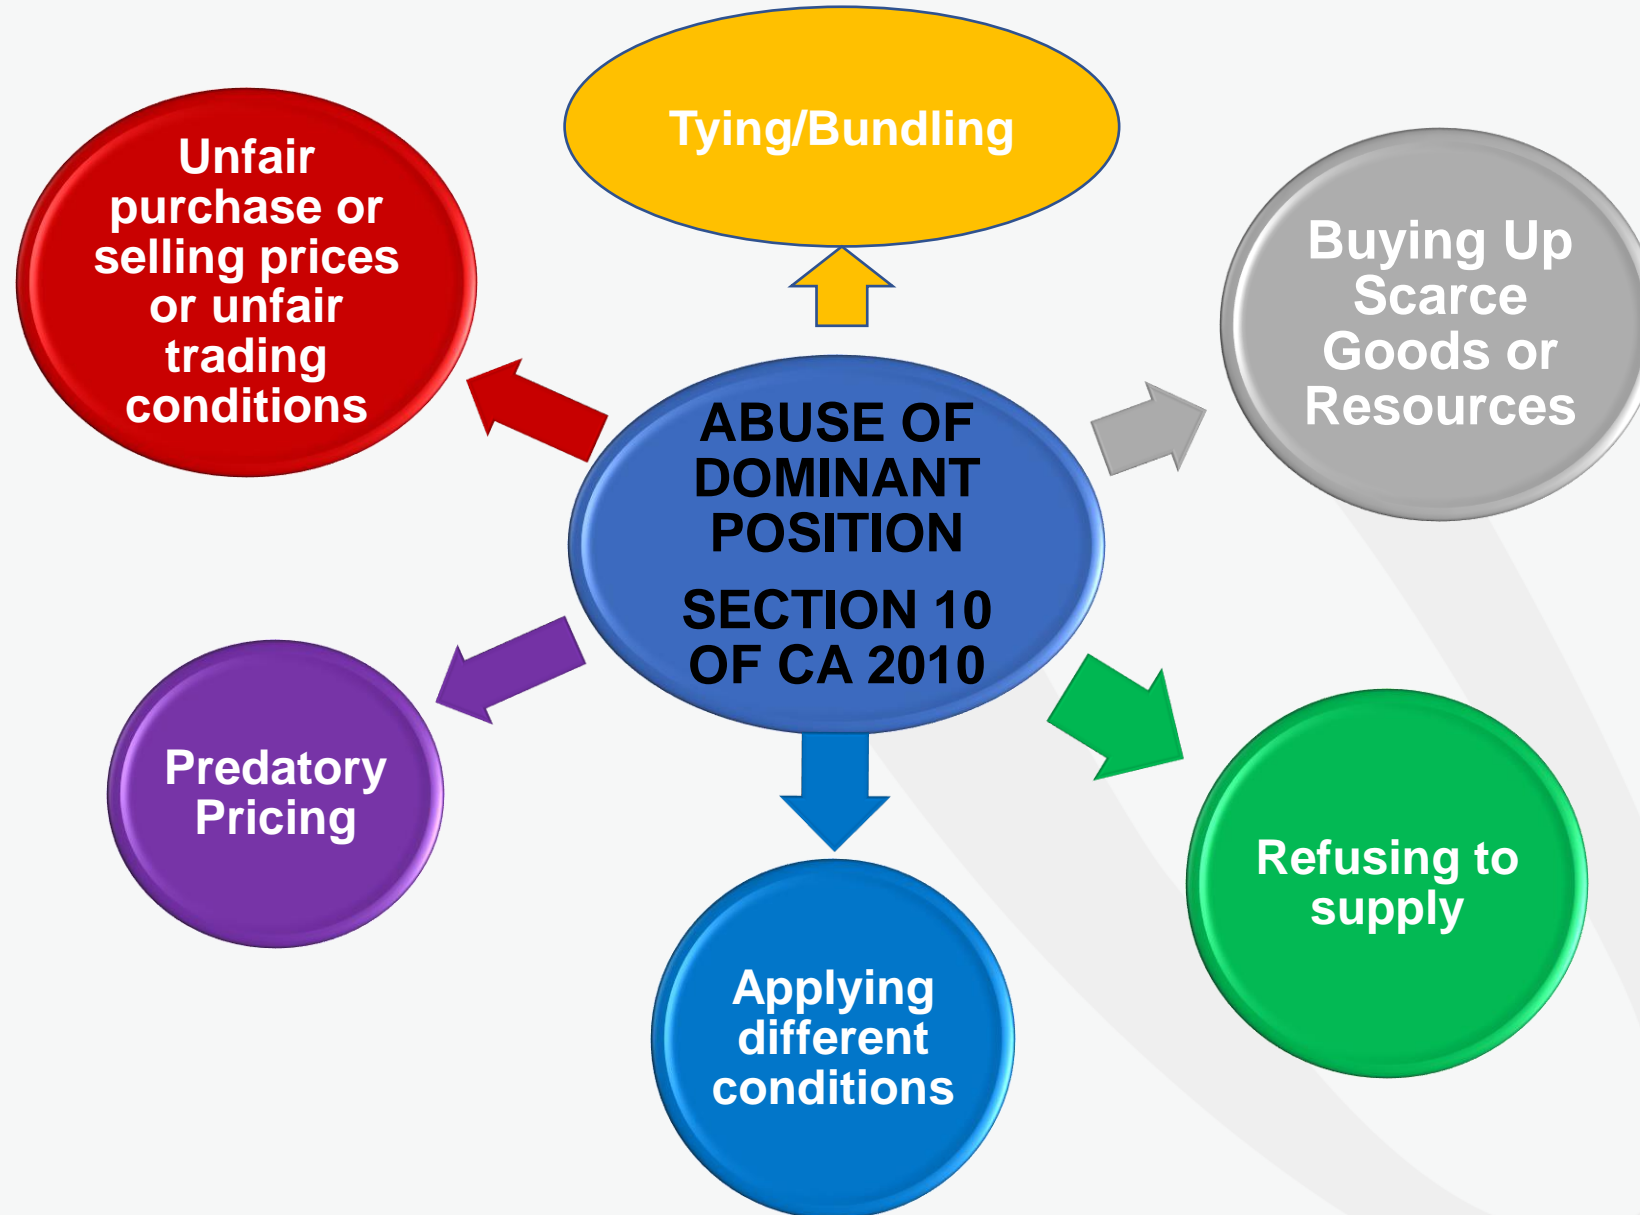 Tying/Bundling
Unfair
purchase or
selling prices
or unfair
trading
conditions
Buying Up
Scarce
Goods or
Resources
ABUSE OF
DOMINANT
POSITION
SECTION 10
OF CA 2010
Predatory
Pricing
Refusing to
supply
Applying
different
conditions